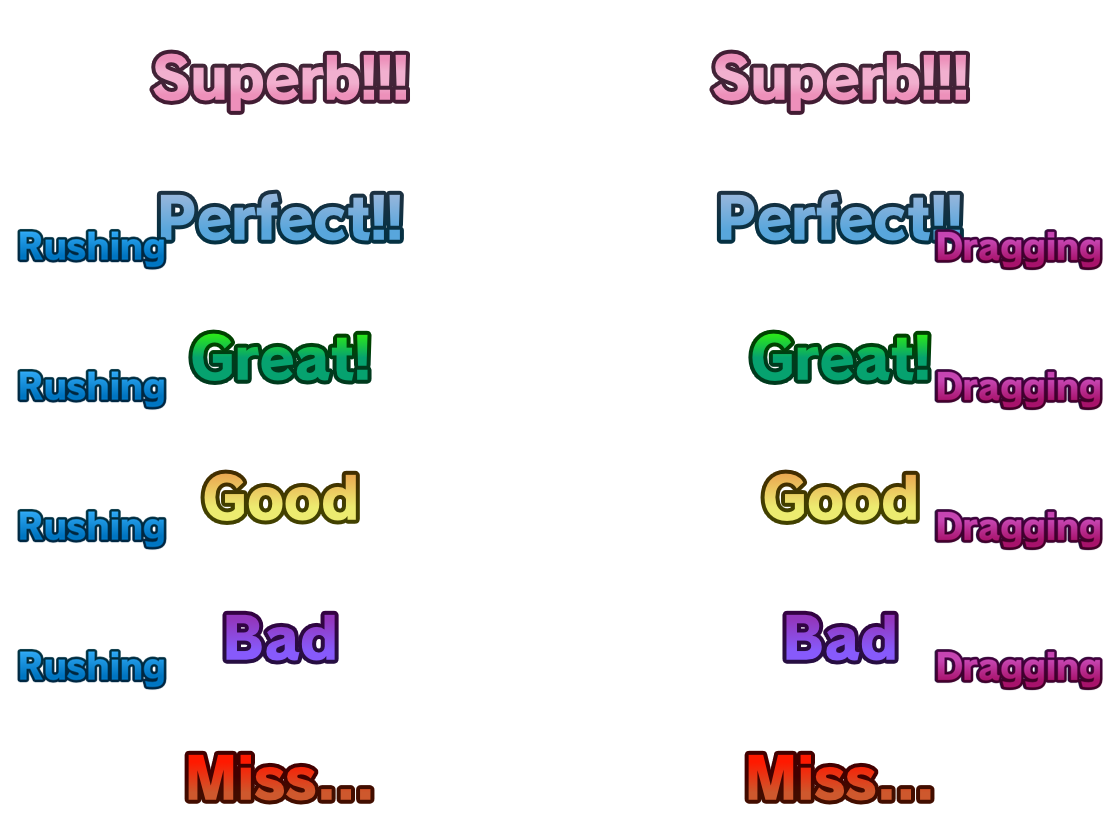 Superb!!! Superb!!!
Rushing Perfect!! Perfect!! Dragging
Rushing Great! Great! Dragging
Rushing Good Good Dragging
Rushing Bad Bad Dragging
Miss... Miss...